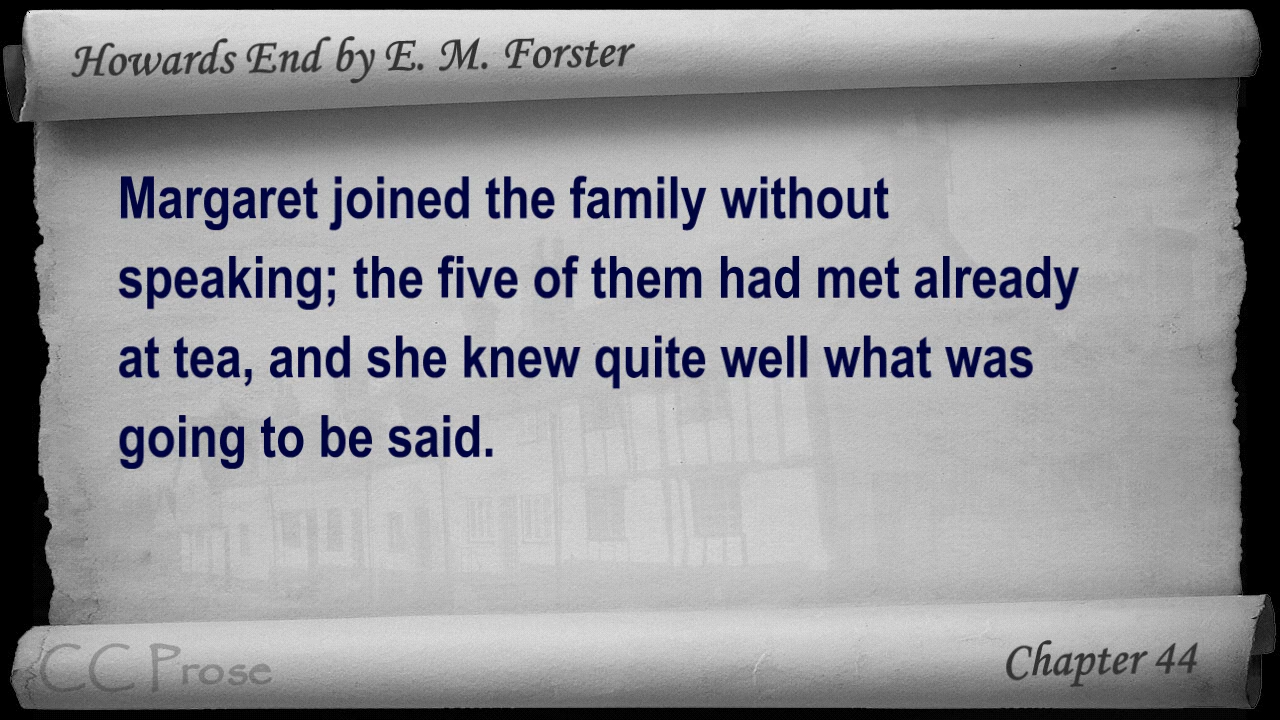 Howards End by E. M. Forster
Margaret joined the family without
speaking; the five of them had met already
at tea, and she knew quite well what was
going to be said.
CC Prose
Chapter 44